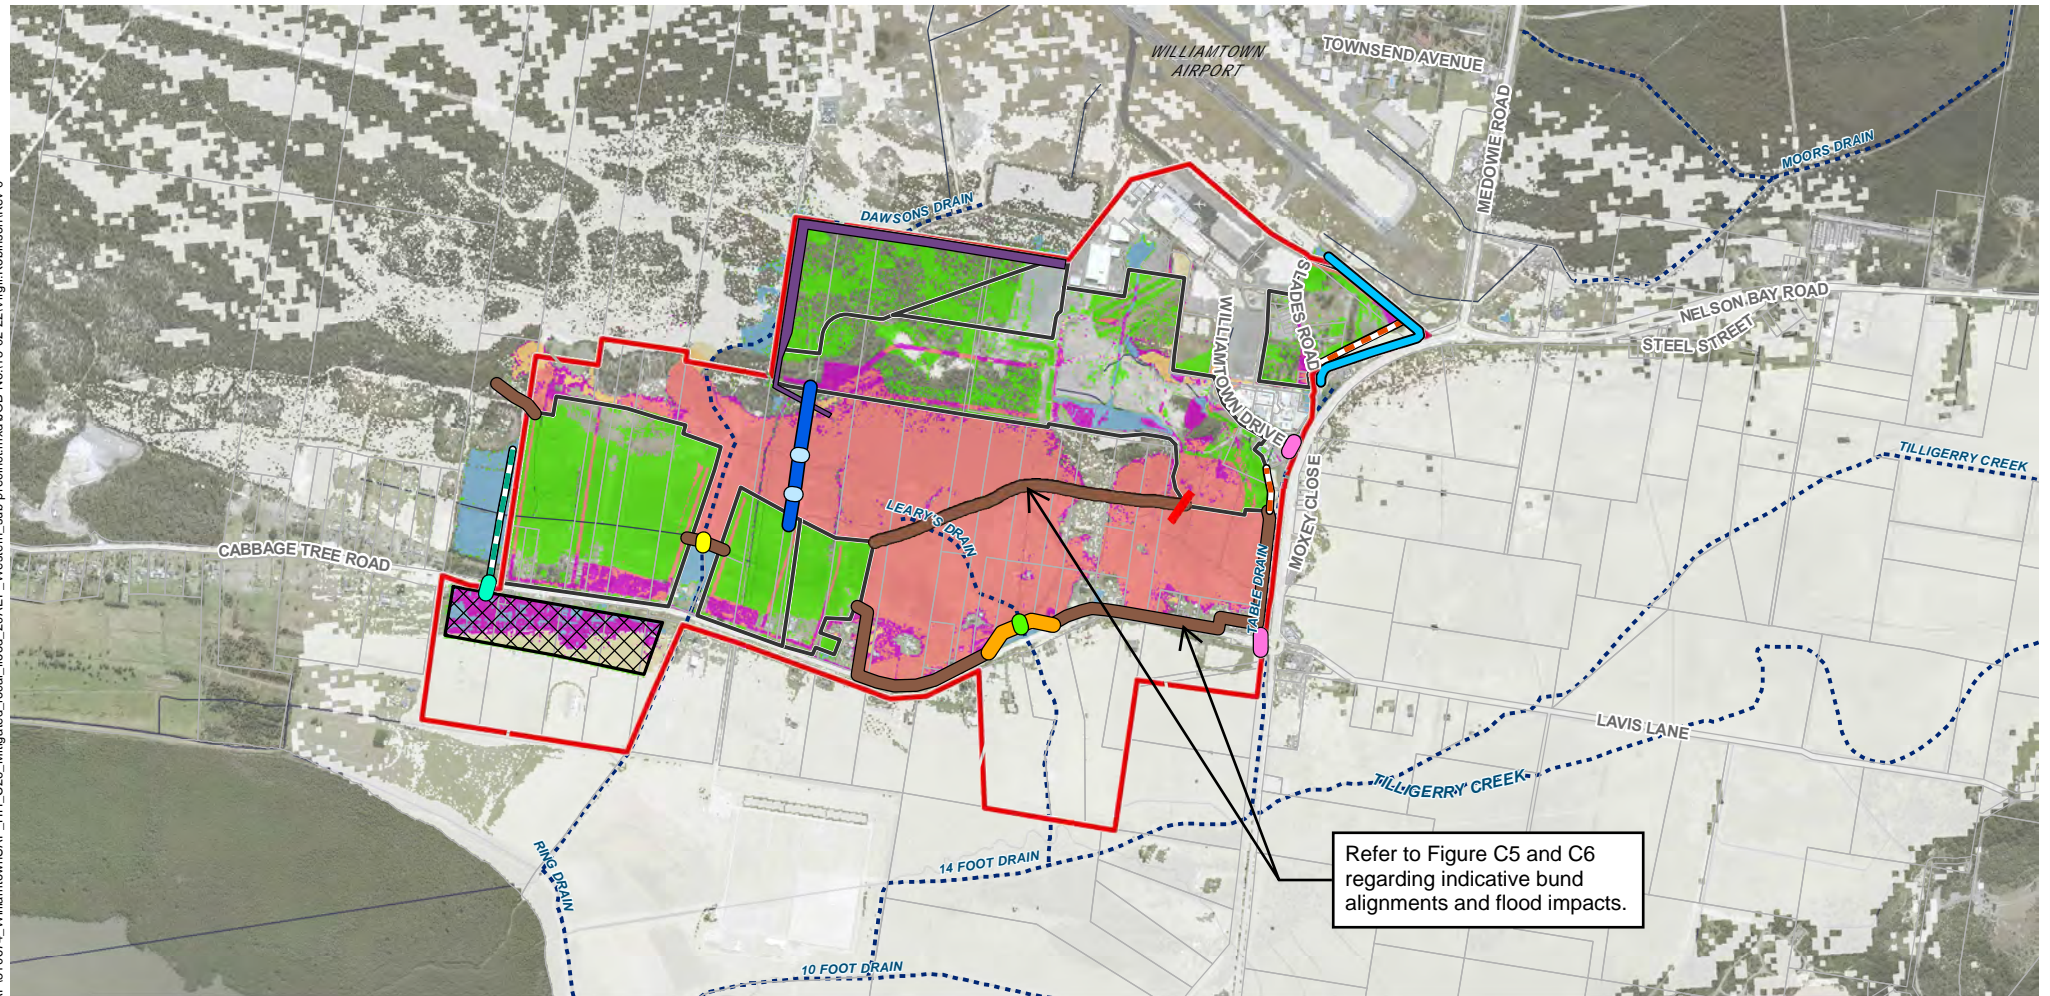 WILLIAMTOWN
AIRPORT
TOWNSEND AVENUE
MEDOWIE ROAD
MOORS DRAIN
DAWSONS DRAIN
SLADES ROAD
WILLIAMTOWN DRIVE
NELSON BAY ROAD
STEEL STREET
TILLIGERRY CREEK
LEARY'S DRAIN
MOXEY CLOSE
CABBAGE TREE ROAD
TABLE DRAIN
LAVIS LANE
TILLIGERRY CREEK
14 FOOT DRAIN
RING DRAIN
10 FOOT DRAIN
Refer to Figure C5 and C6
regarding indicative bund
alignments and flood impacts.